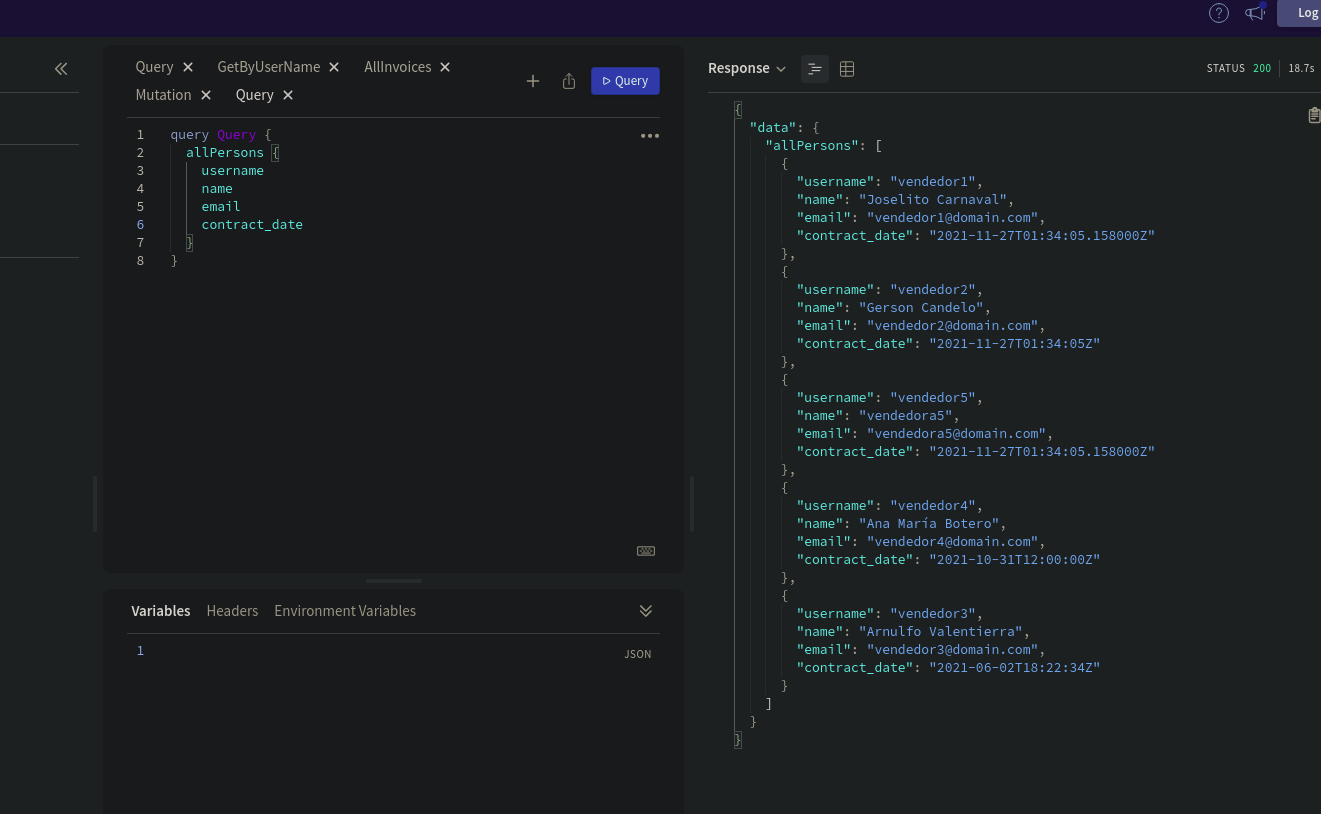 Log
Query ✕ GetByUserName ✕ AllInvoices ✕
Mutation ✕ Query ✕
Query
1 query Query {
2   allPersons {
3     username
4     name
5     email
6     contract_date
7   }
8 }
Variables Headers Environment Variables
1
JSON
Response
STATUS 200 18.7s
{
  "data": {
    "allPersons": [
      {
        "username": "vendedor1",
        "name": "Joselito Carnaval",
        "email": "vendedor1@domain.com",
        "contract_date": "2021-11-27T01:34:05.158000Z"
      },
      {
        "username": "vendedor2",
        "name": "Gerson Candelo",
        "email": "vendedor2@domain.com",
        "contract_date": "2021-11-27T01:34:05Z"
      },
      {
        "username": "vendedor5",
        "name": "vendedora5",
        "email": "vendedora5@domain.com",
        "contract_date": "2021-11-27T01:34:05.158000Z"
      },
      {
        "username": "vendedor4",
        "name": "Ana María Botero",
        "email": "vendedor4@domain.com",
        "contract_date": "2021-10-31T12:00:00Z"
      },
      {
        "username": "vendedor3",
        "name": "Arnulfo Valentierra",
        "email": "vendedor3@domain.com",
        "contract_date": "2021-06-02T18:22:34Z"
      }
    ]
  }
}